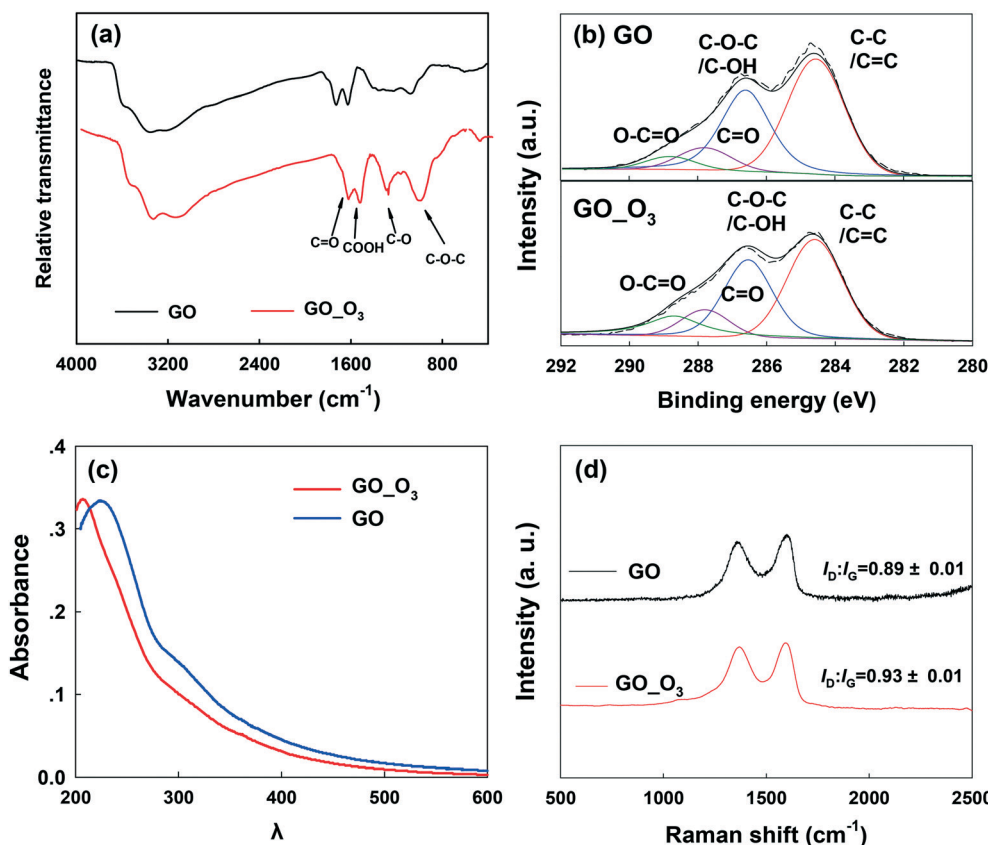 (a)
Relative transmittance
C=O
COOH
C-O
C-O-C
GO
GO_O3
4000 3200 2400 1600 800
Wavenumber (cm-1)
(b) GO
C-O-C
/C-OH
C-C
/C=C
O-C=O
C=O
GO_O3
C-O-C
/C-OH
C-C
/C=C
O-C=O
C=O
Intensity (a.u.)
292 290 288 286 284 282 280
Binding energy (eV)
(c)
GO_O3
GO
Absorbance
.4
.3
.2
.1
0.0
200 300 400 500 600
λ
(d)
GO
ID:IG=0.89 ± 0.01
GO_O3
ID:IG=0.93 ± 0.01
Intensity (a. u.)
500 1000 1500 2000 2500
Raman shift (cm-1)